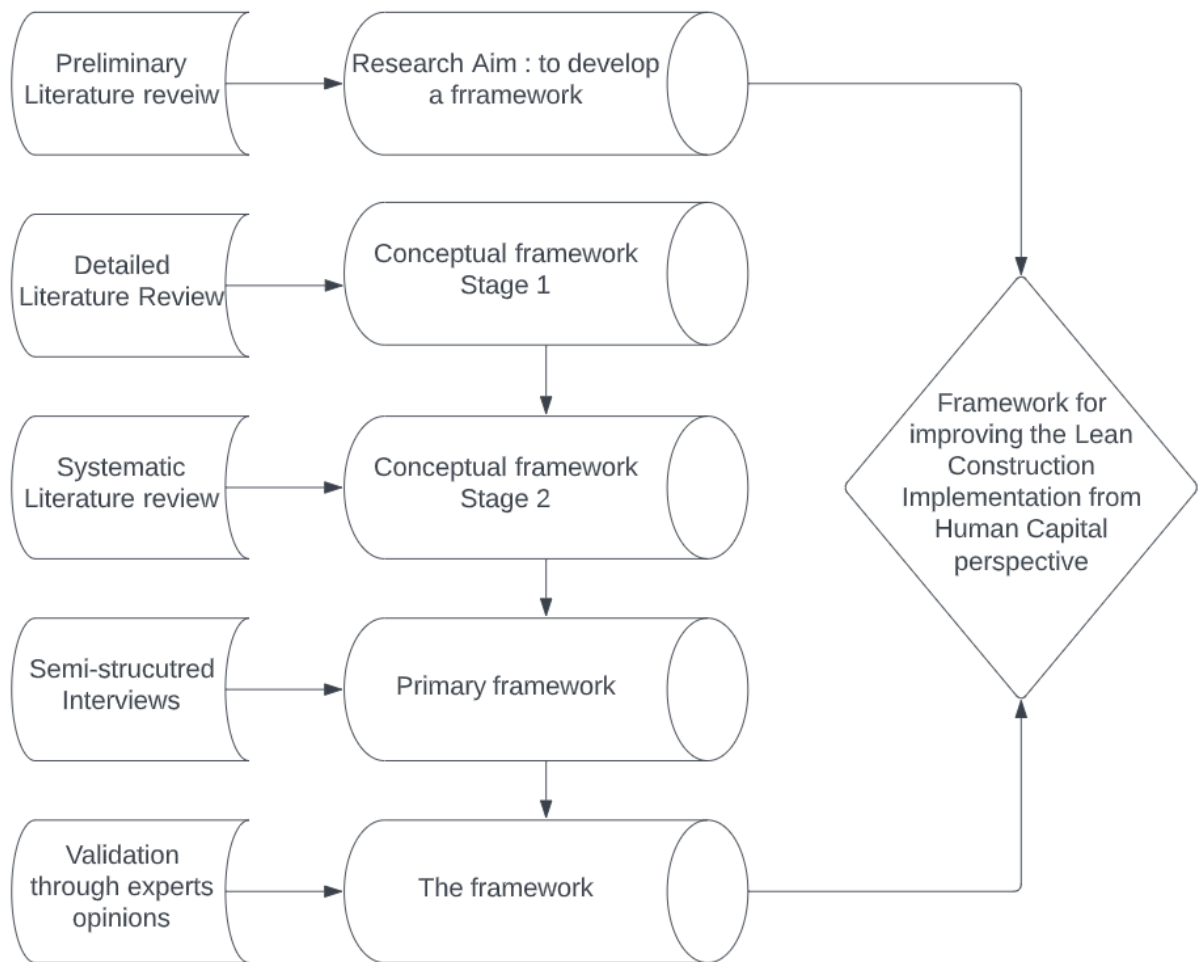 Preliminary
Literature reveiw
Research Aim : to develop
a frramework
Detailed
Literature Review
Conceptual framework
Stage 1
Systematic
Literature review
Conceptual framework
Stage 2
Framework for
improving the Lean
Construction
Implementation from
Human Capital
perspective
Semi-strucutred
Interviews
Primary framework
Validation
through experts
opinions
The framework